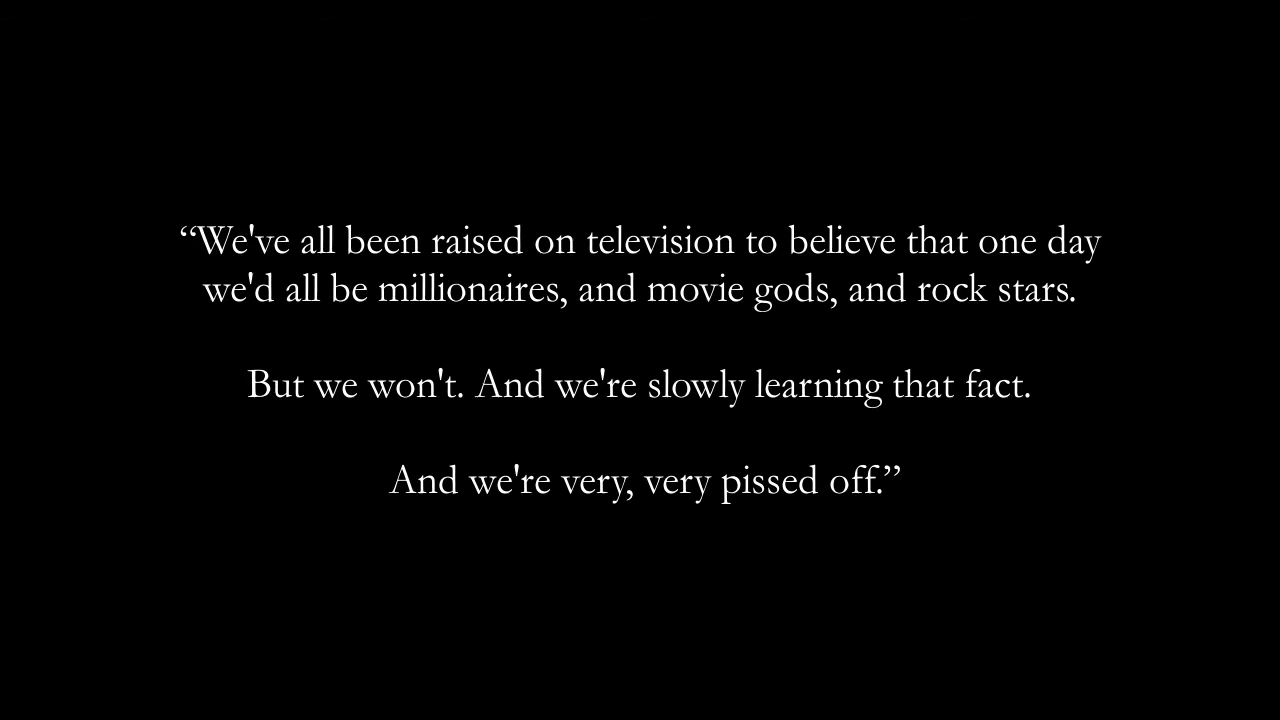 “We've all been raised on television to believe that one day
we'd all be millionaires, and movie gods, and rock stars.
But we won't. And we're slowly learning that fact.
And we're very, very pissed off.”